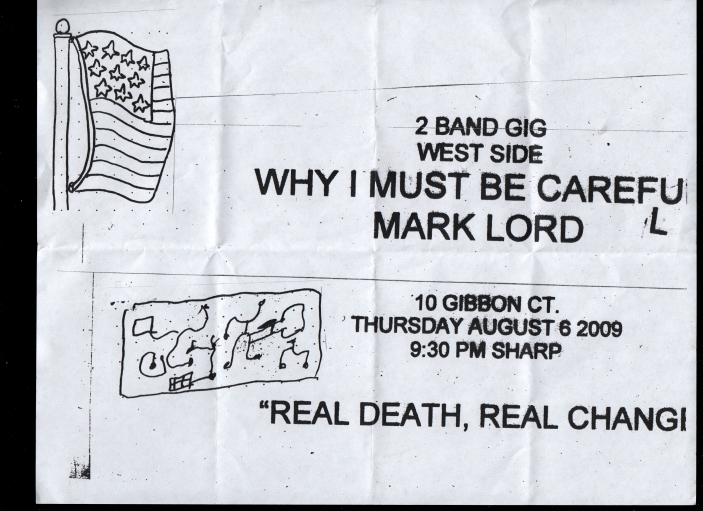 2 BAND GIG
WEST SIDE
WHY I MUST BE CAREFU
L
MARK LORD
10 GIBBON CT.
THURSDAY AUGUST 6 2009
9:30 PM SHARP
“REAL DEATH, REAL CHANG